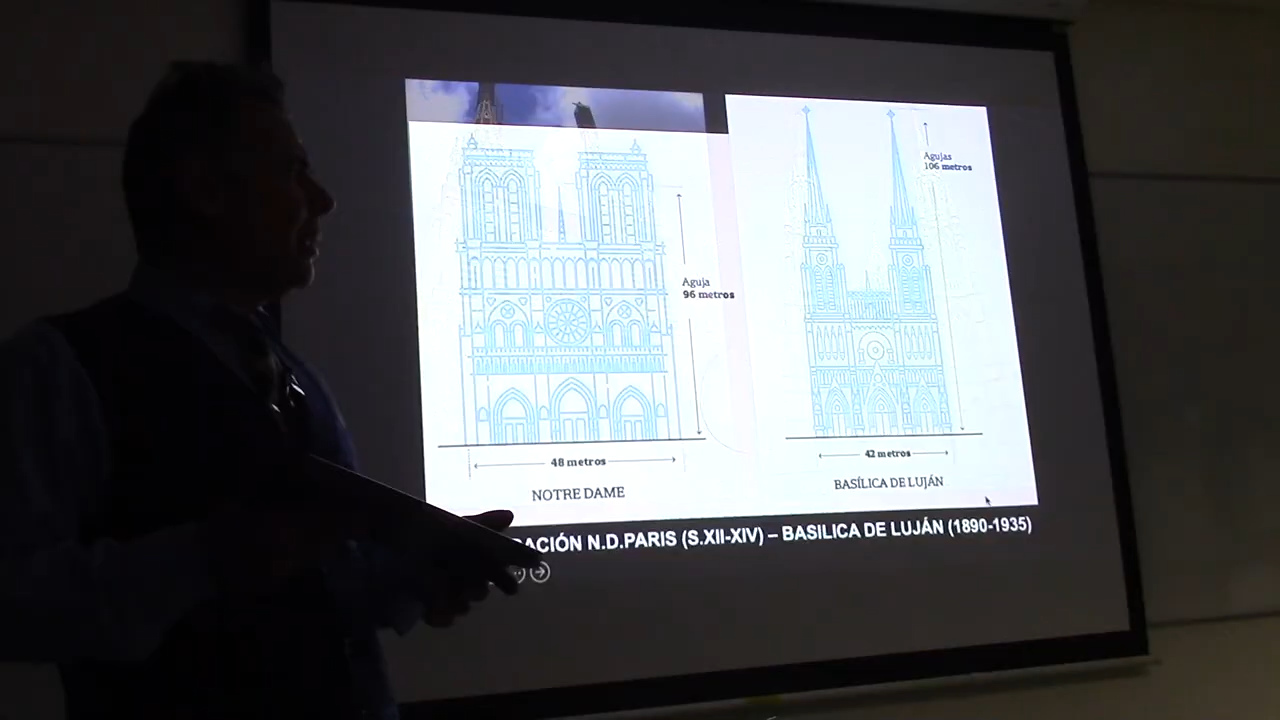 Aguja
96 metros
48 metros
NOTRE DAME
Agujas
106 metros
42 metros
BASÍLICA DE LUJÁN
N.D.PARIS (S.XII-XIV) – BASILICA DE LUJÁN (1890-1935)